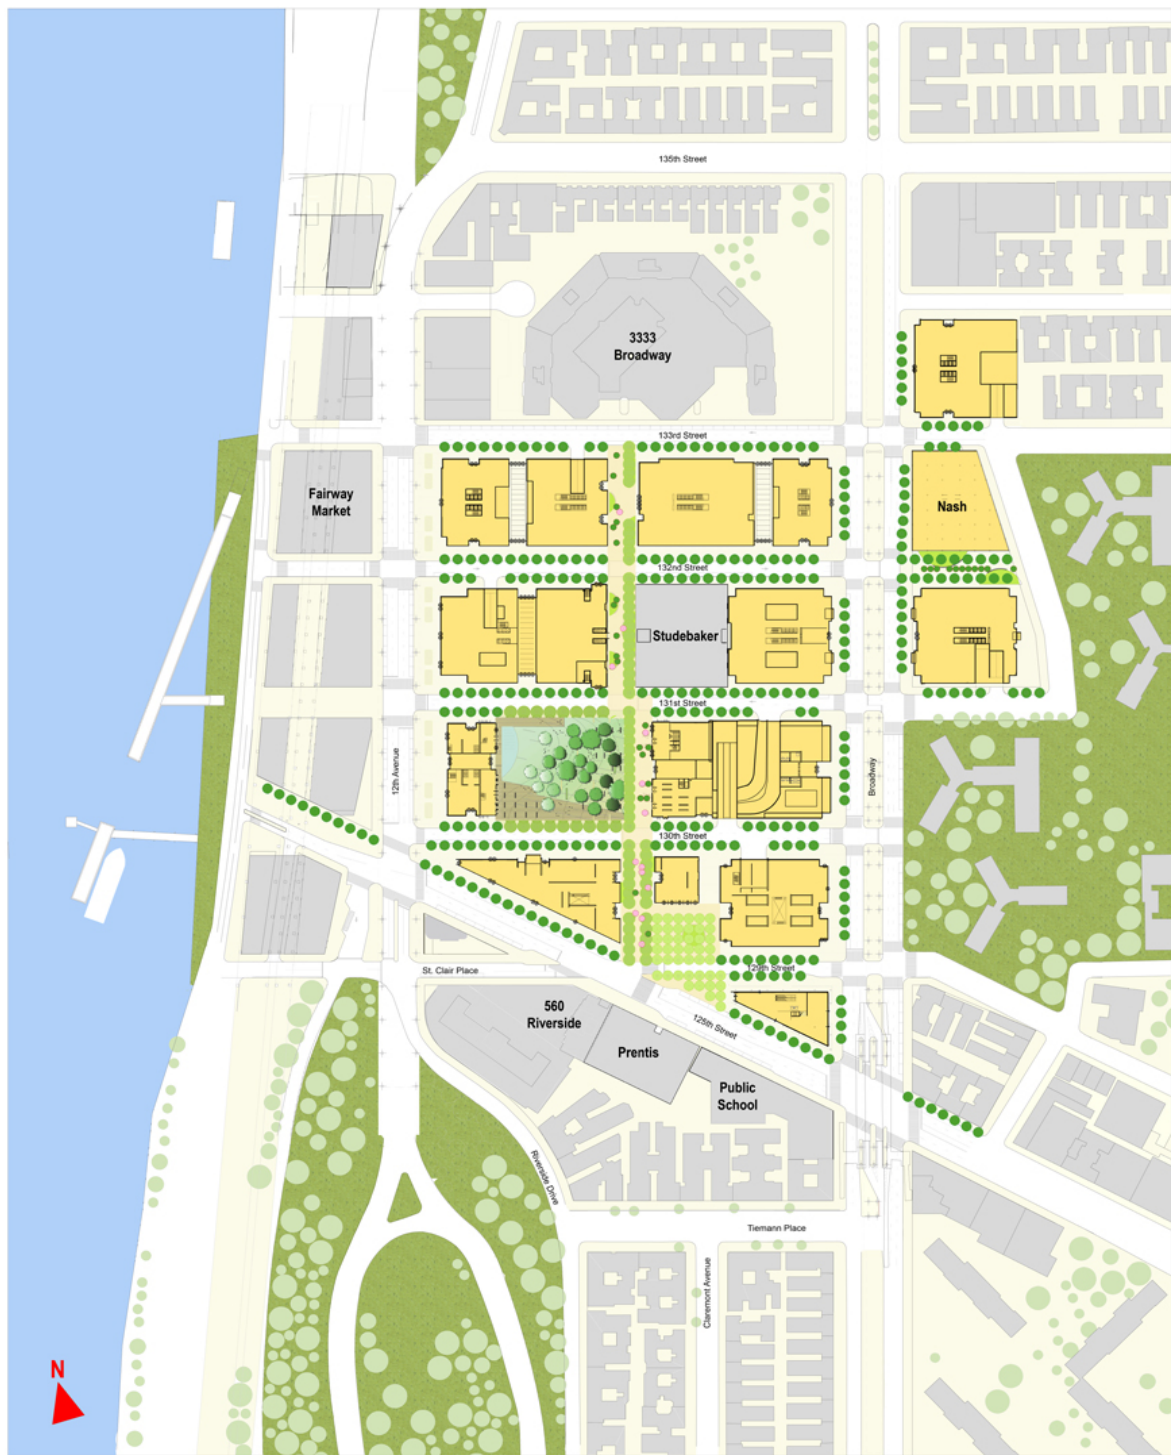 135th Street
3333
Broadway
133rd Street
Fairway
Market
Nash
132nd Street
Studebaker
131st Street
12th Avenue
Broadway
130th Street
129th Street
St. Clair Place
560
Riverside
125th Street
Prentis
Public
School
Riverside Drive
Tiemann Place
Claremont Avenue
N